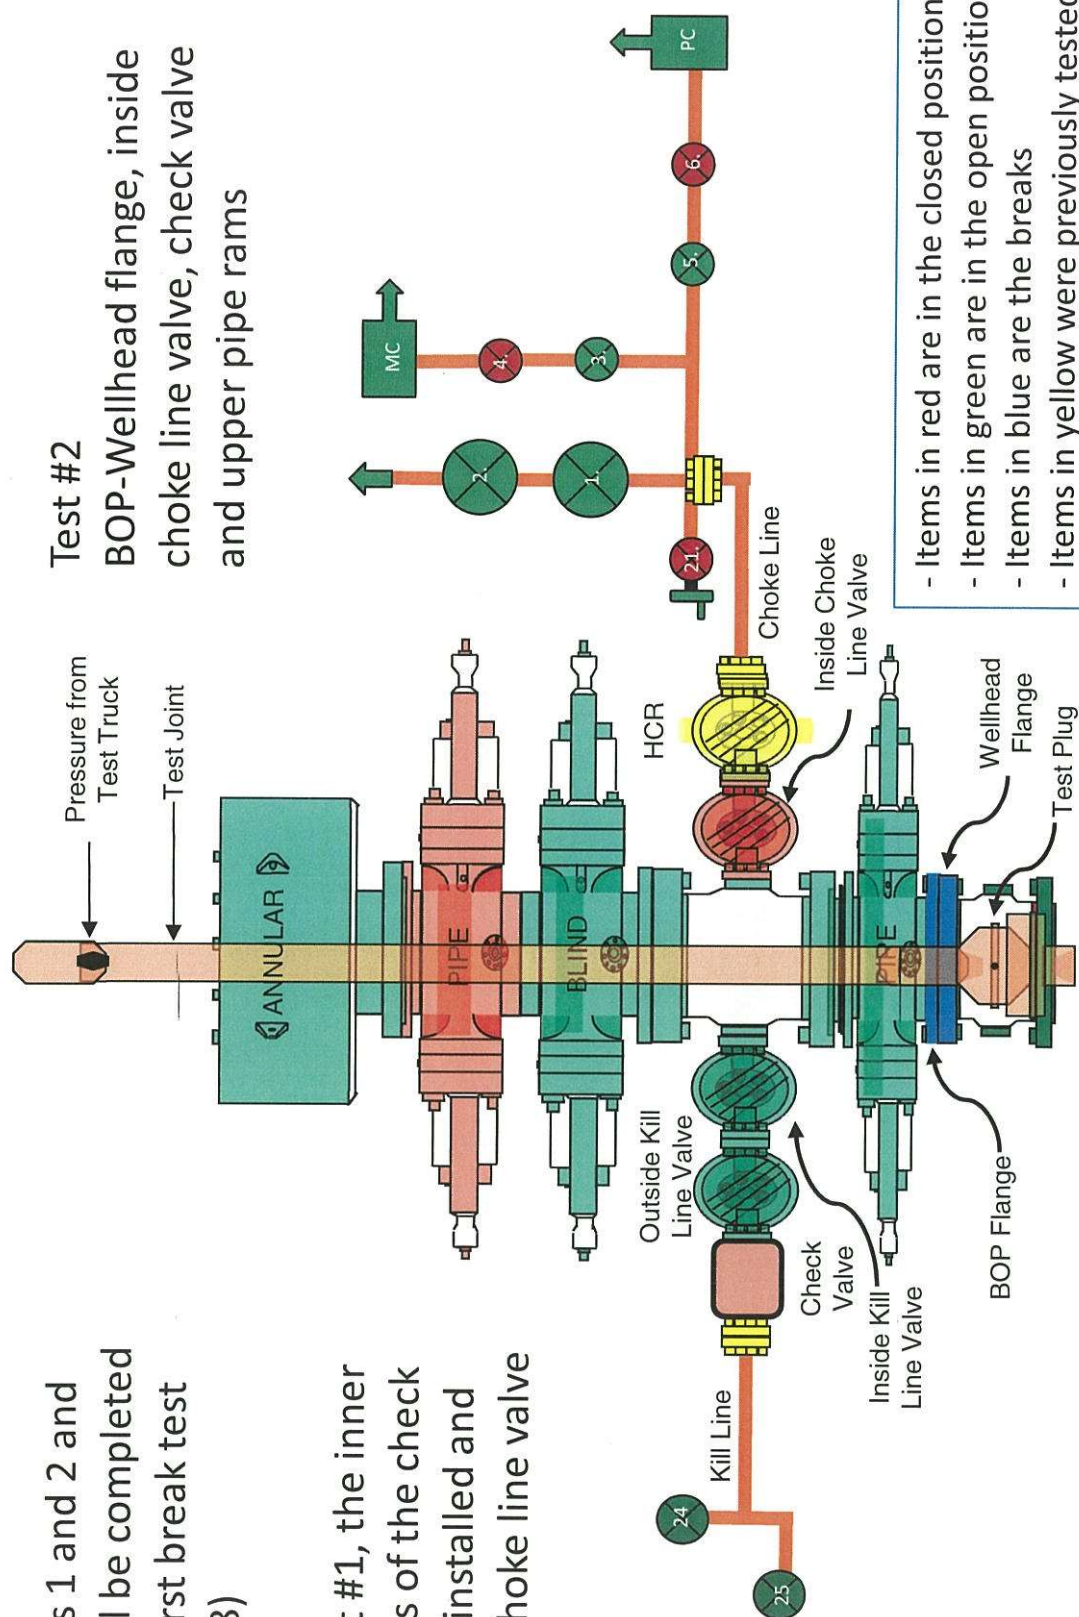 s 1 and 2 and
l be completed
rst break test
3)
t #1, the inner
s of the check
installed and
hoke line valve
Test #2
BOP-Wellhead flange, inside
choke line valve, check valve
and upper pipe rams
Pressure from
Test Truck
Test Joint
ANNULAR
PIPE
BLIND
PIPE
MC
PC
4.
3.
2.
1.
5.
6.
21.
HCR
Choke Line
Inside Choke
Line Valve
Outside Kill
Line Valve
Check
Valve
Inside Kill
Line Valve
Kill Line
24
25
BOP Flange
Wellhead
Flange
Test Plug
- Items in red are in the closed position
- Items in green are in the open positio
- Items in blue are the breaks
- Items in yellow were previously tested